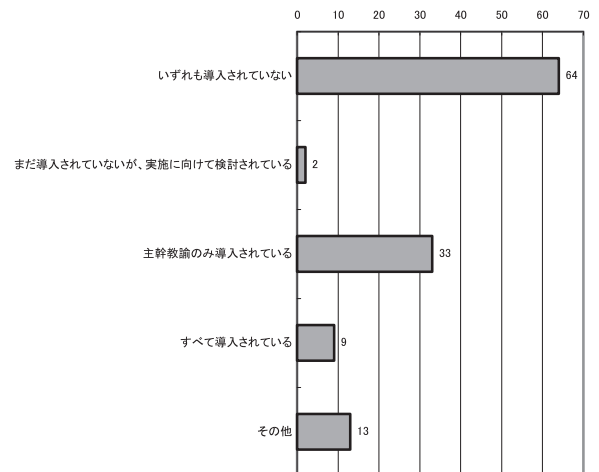 0 10 20 30 40 50 60 70
いずれも導入されていない 64
まだ導入されていないが、実施に向けて検討されている 2
主幹教諭のみ導入されている 33
すべて導入されている 9
その他 13